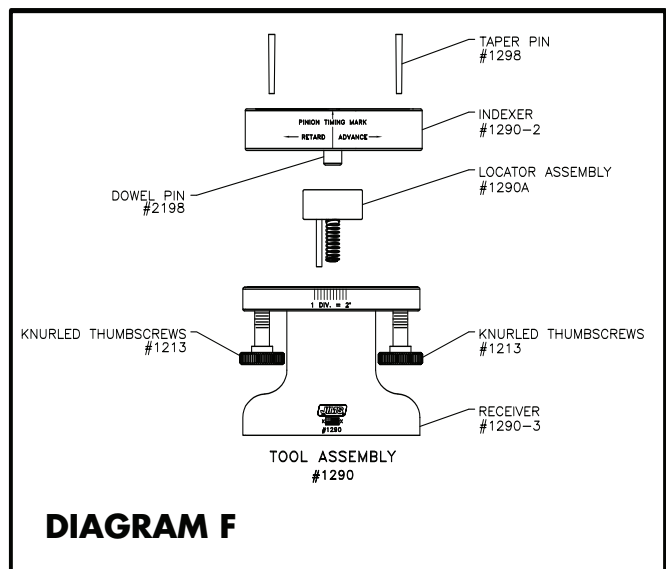 TAPER PIN
#1298
PINION TIMING MARK
← RETARD ADVANCE →
INDEXER
#1290-2
LOCATOR ASSEMBLY
#1290A
DOWEL PIN
#2198
1 DIV. = 2°
KNURLED THUMBSCREWS
#1213
KNURLED THUMBSCREWS
#1213
JIMS
#1290
RECEIVER
#1290-3
TOOL ASSEMBLY
#1290
DIAGRAM F